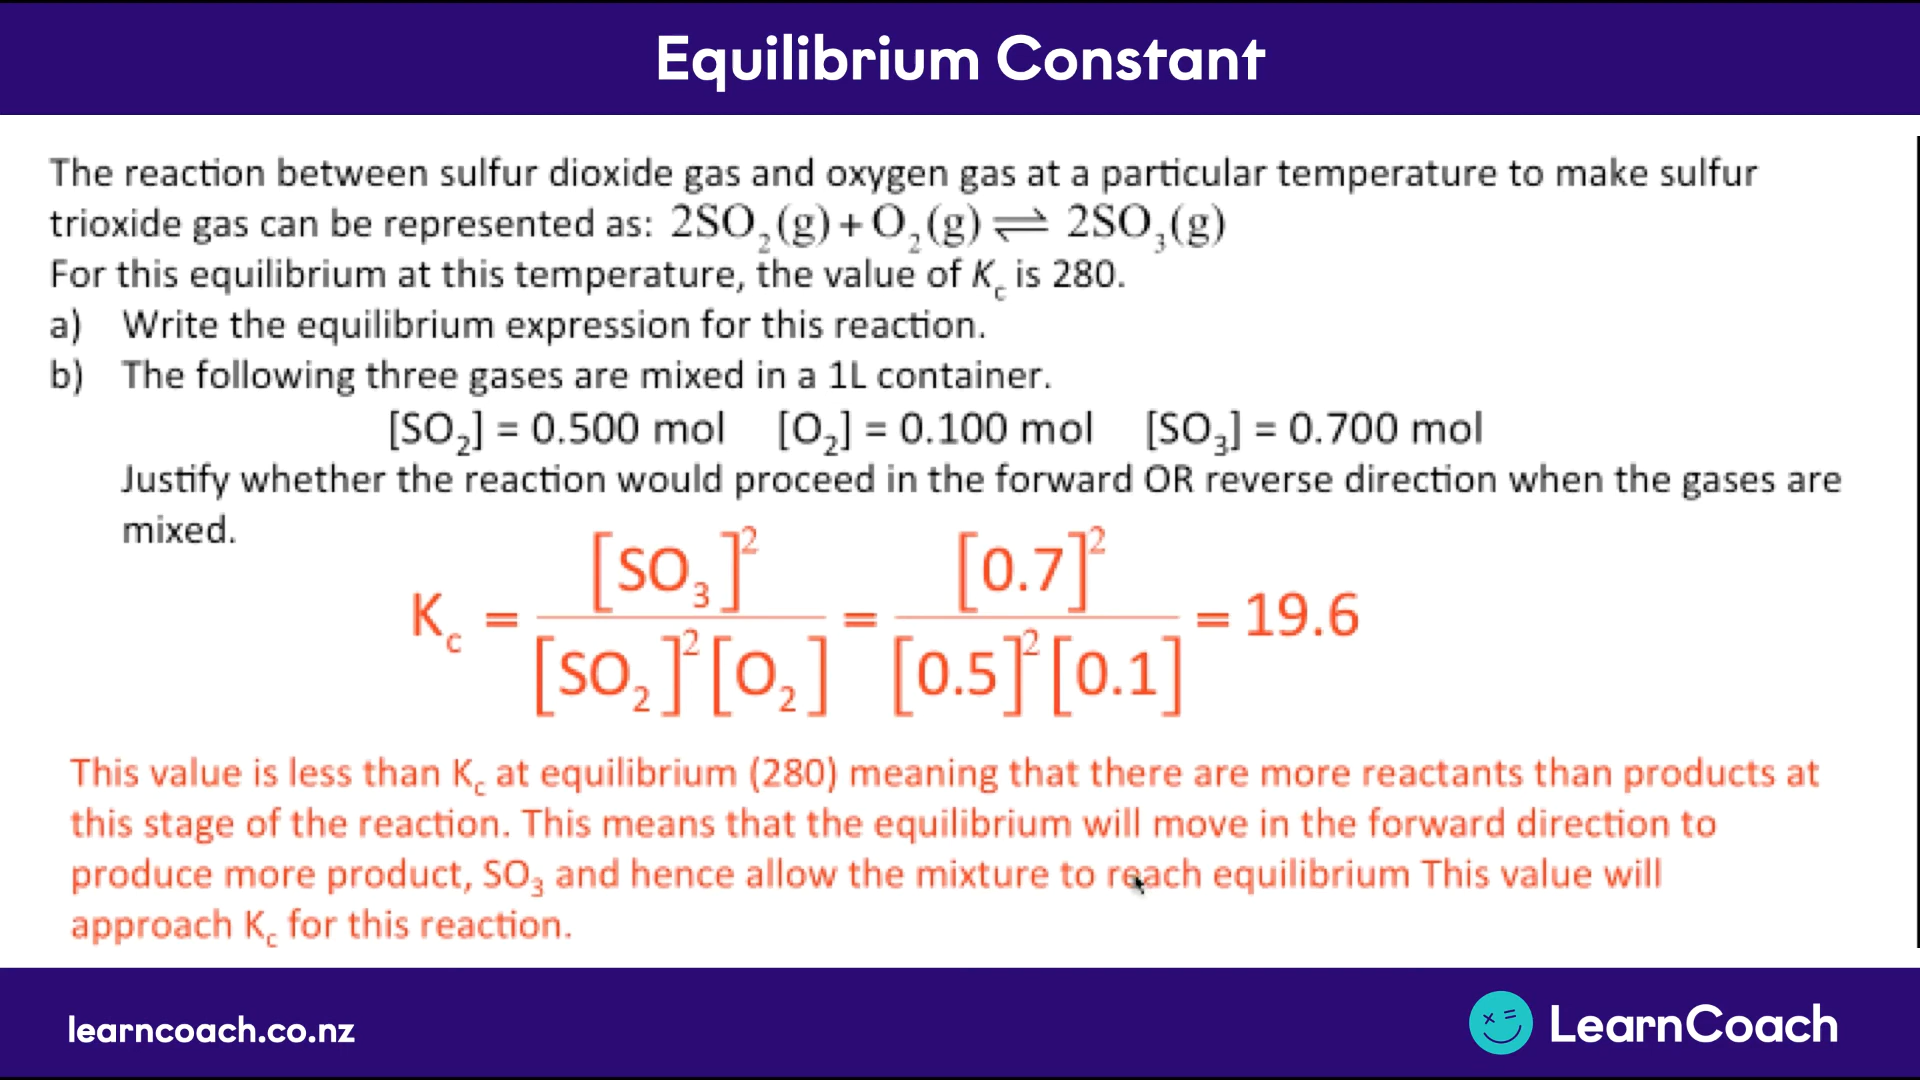 Equilibrium Constant
The reaction between sulfur dioxide gas and oxygen gas at a particular temperature to make sulfur
trioxide gas can be represented as: 2SO₂(g) + O₂(g) ⇌ 2SO₃(g)
For this equilibrium at this temperature, the value of K꜀ is 280.
a) Write the equilibrium expression for this reaction.
b) The following three gases are mixed in a 1L container.
[SO₂] = 0.500 mol [O₂] = 0.100 mol [SO₃] = 0.700 mol
Justify whether the reaction would proceed in the forward OR reverse direction when the gases are
mixed.
K꜀ = [SO₃]² / [SO₂]² [O₂] = [0.7]² / [0.5]² [0.1] = 19.6
This value is less than K꜀ at equilibrium (280) meaning that there are more reactants than products at
this stage of the reaction. This means that the equilibrium will move in the forward direction to
produce more product, SO₃ and hence allow the mixture to reach equilibrium This value will
approach K꜀ for this reaction.
learncoach.co.nz
LearnCoach